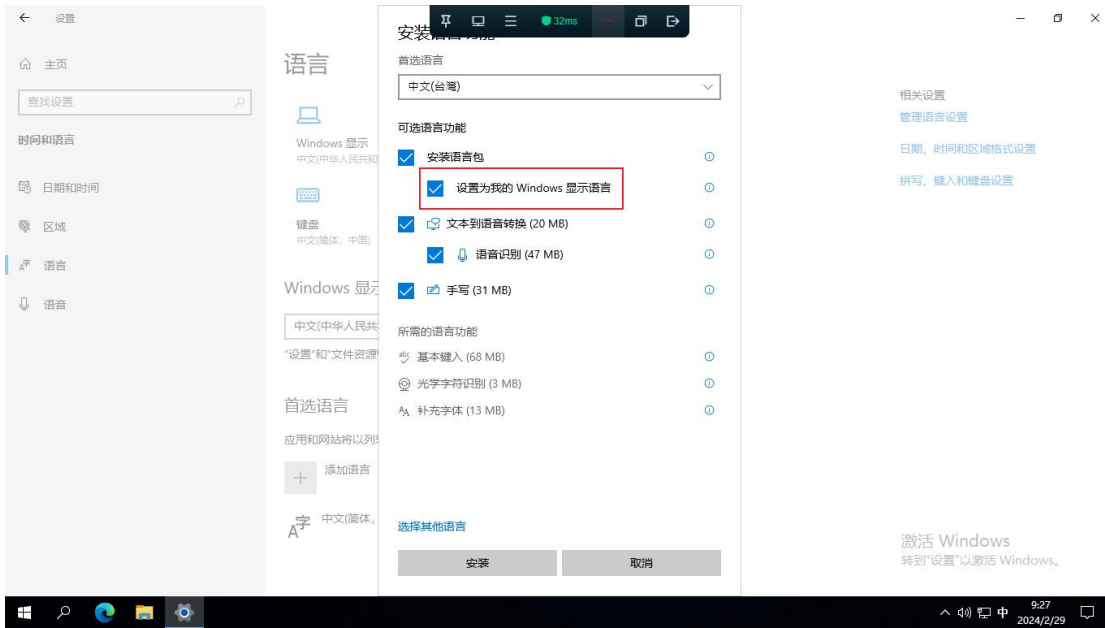 设置
32ms
安装语言功能
主页
语言
首选语言
查找设置
中文(台灣)
相关设置
管理语言设置
可选语言功能
时间和语言
Windows 显示
中文(中华人民共和
安装语言包
日期、时间和区域格式设置
日期和时间
设置为我的 Windows 显示语言
拼写、键入和键盘设置
区域
键盘
中文(简体，中国)
文本到语音转换 (20 MB)
语言
语音识别 (47 MB)
语音
Windows 显示
手写 (31 MB)
中文(中华人民共
所需的语言功能
"设置"和"文件资源
基本键入 (68 MB)
光学字符识别 (3 MB)
首选语言
补充字体 (13 MB)
应用和网站将以列
添加语言
中文(简体，
选择其他语言
安装
取消
激活 Windows
转到"设置"以激活 Windows。
中
9:27
2024/2/29